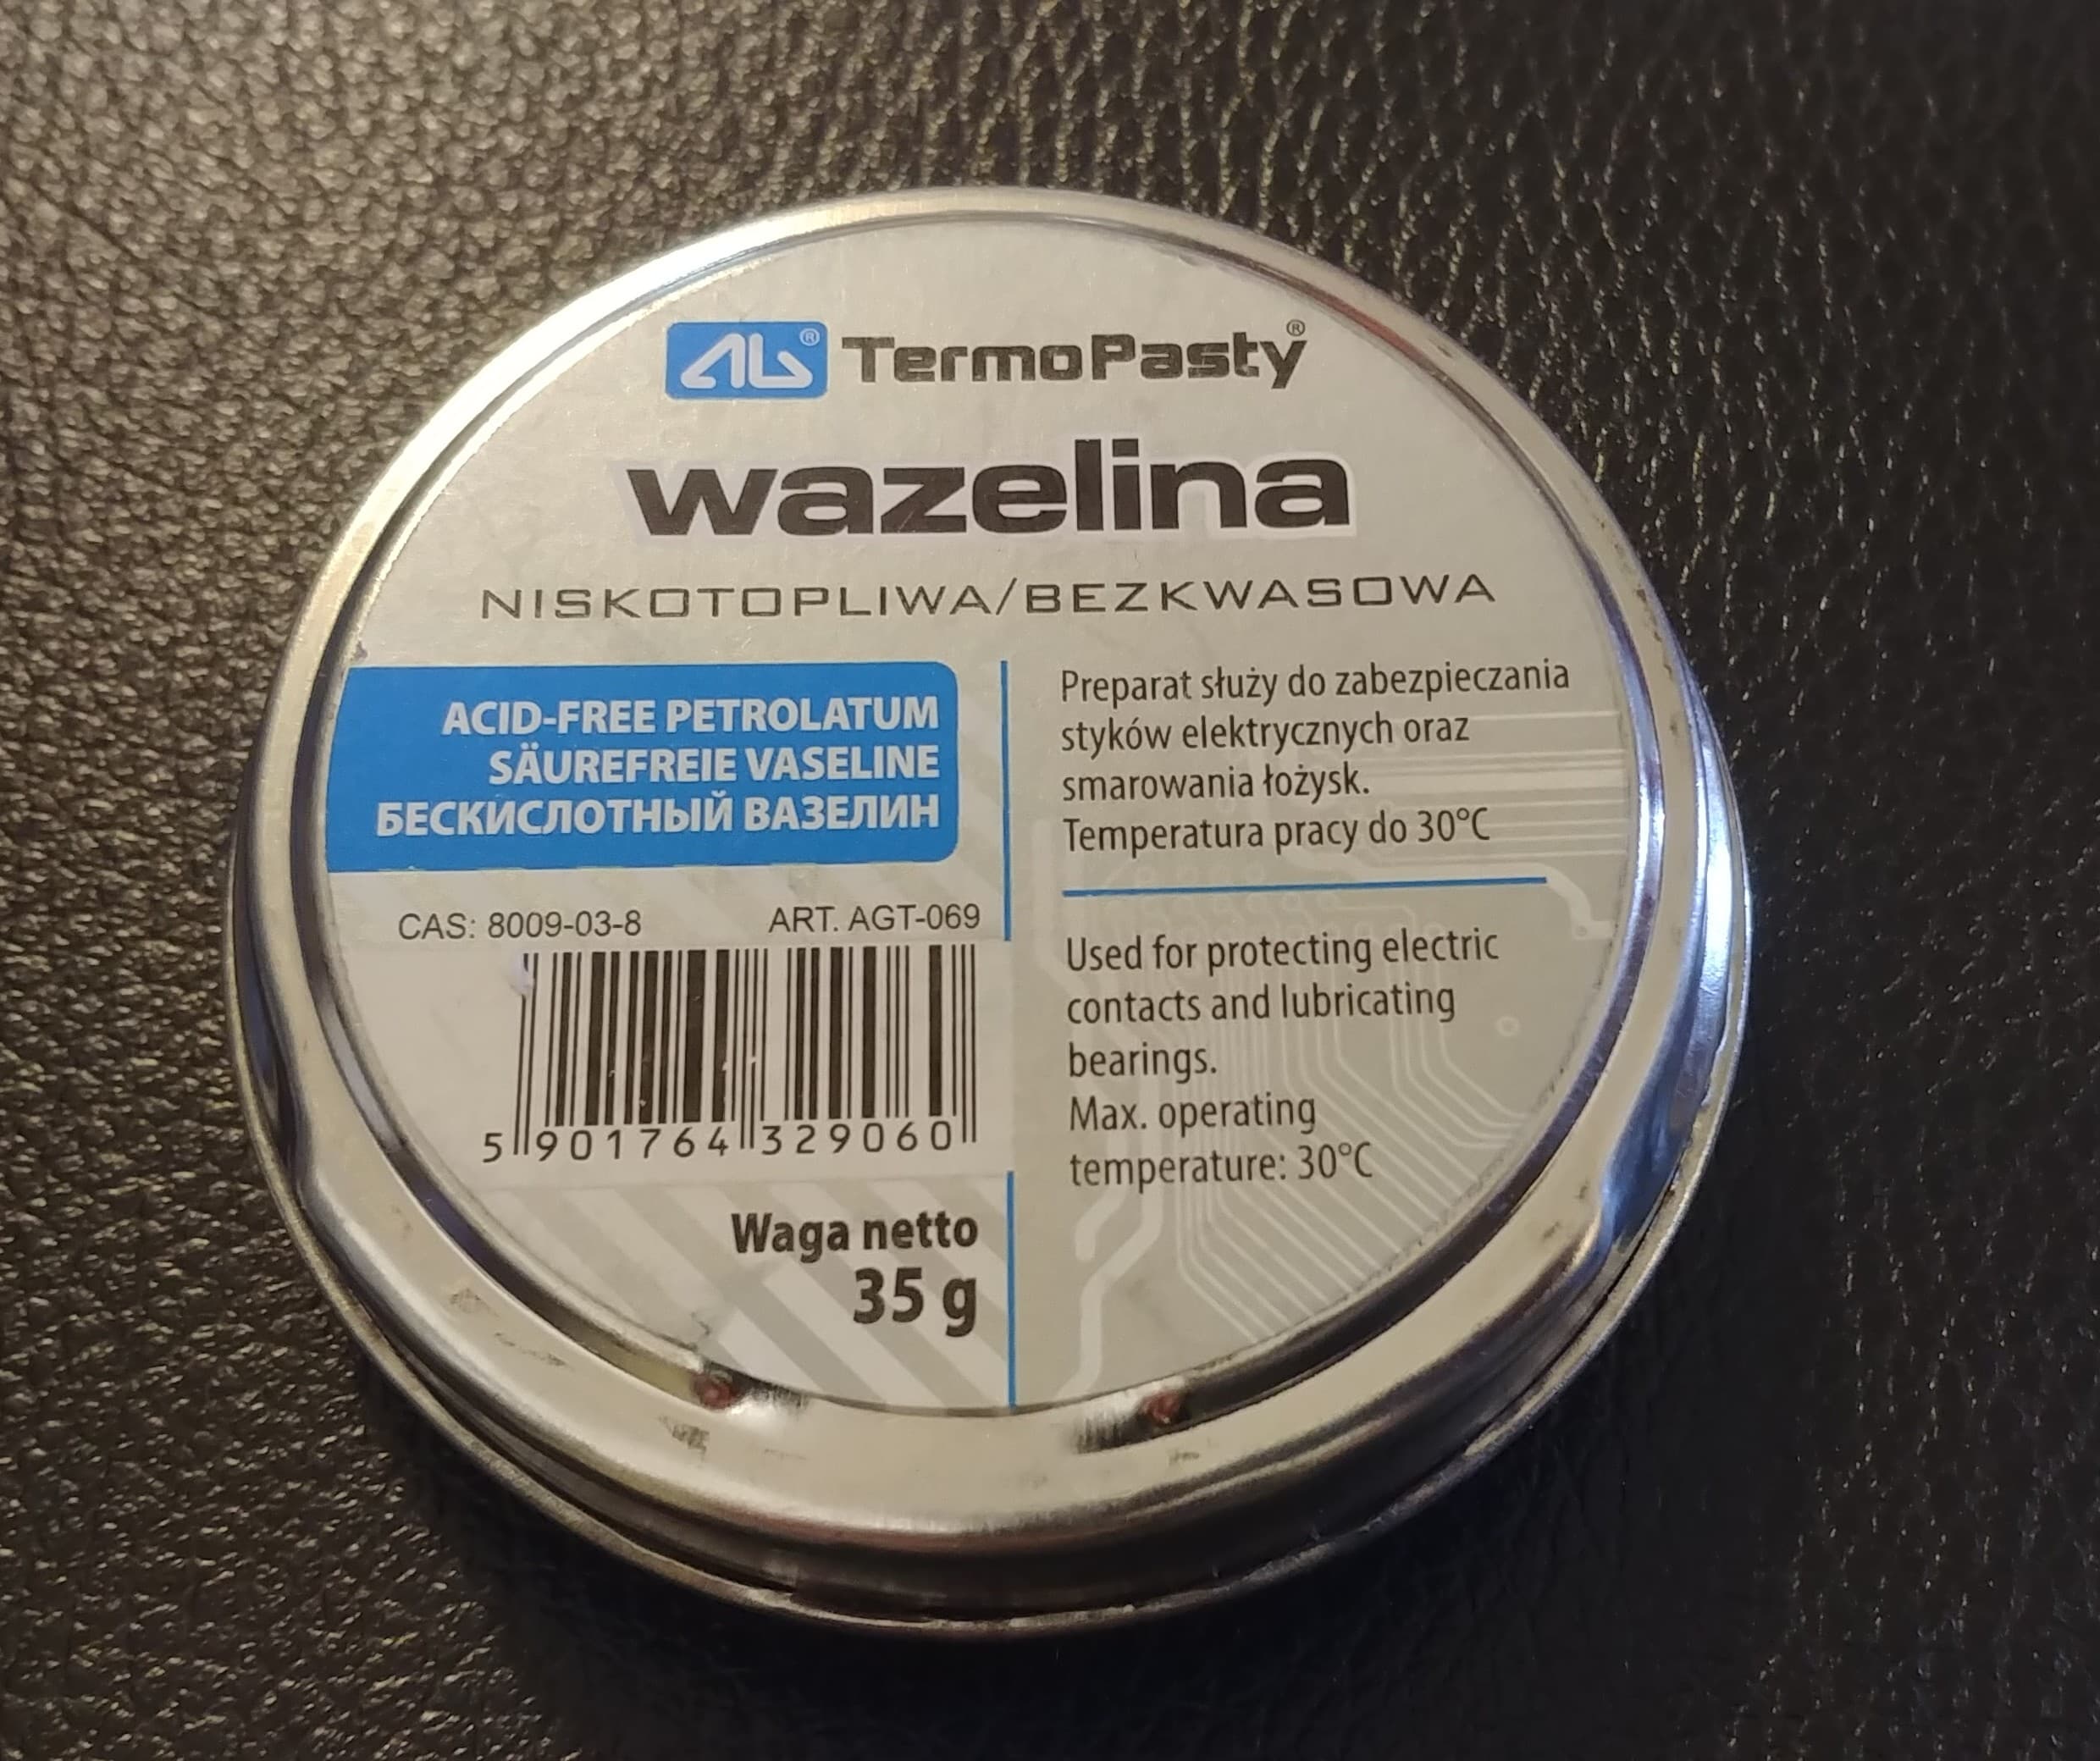 AG® TermoPasty®
wazelina
NISKOTOPLIWA/BEZKWASOWA
ACID-FREE PETROLATUM
SÄUREFREIE VASELINE
БЕСКИСЛОТНЫЙ ВАЗЕЛИН
CAS: 8009-03-8 ART. AGT-069
5 901764 329060
Waga netto
35 g
Preparat służy do zabezpieczania
styków elektrycznych oraz
smarowania łożysk.
Temperatura pracy do 30°C
Used for protecting electric
contacts and lubricating
bearings.
Max. operating
temperature: 30°C